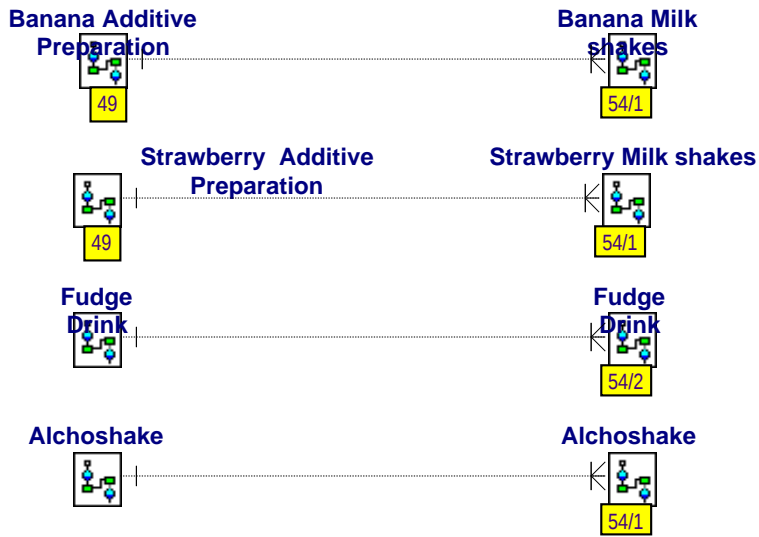 Banana Additive
Preparation
49
Banana Milk
shakes
54/1
Strawberry Additive
Preparation
49
Strawberry Milk shakes
54/1
Fudge
Drink
Fudge
Drink
54/2
Alchoshake
Alchoshake
54/1